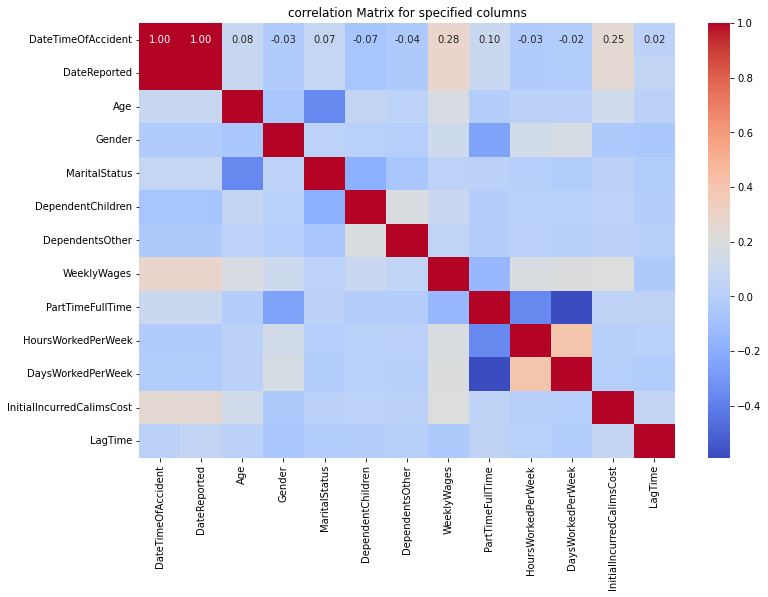 correlation Matrix for specified columns
DateTimeOfAccident 1.00 1.00 0.08 -0.03 0.07 -0.07 -0.04 0.28 0.10 -0.03 -0.02 0.25 0.02
DateReported
Age
Gender
MaritalStatus
DependentChildren
DependentsOther
WeeklyWages
PartTimeFullTime
HoursWorkedPerWeek
DaysWorkedPerWeek
InitialIncurredCalimsCost
LagTime
DateTimeOfAccident
DateReported
Age
Gender
MaritalStatus
DependentChildren
DependentsOther
WeeklyWages
PartTimeFullTime
HoursWorkedPerWeek
DaysWorkedPerWeek
InitialIncurredCalimsCost
LagTime
1.0
0.8
0.6
0.4
0.2
0.0
−0.2
−0.4